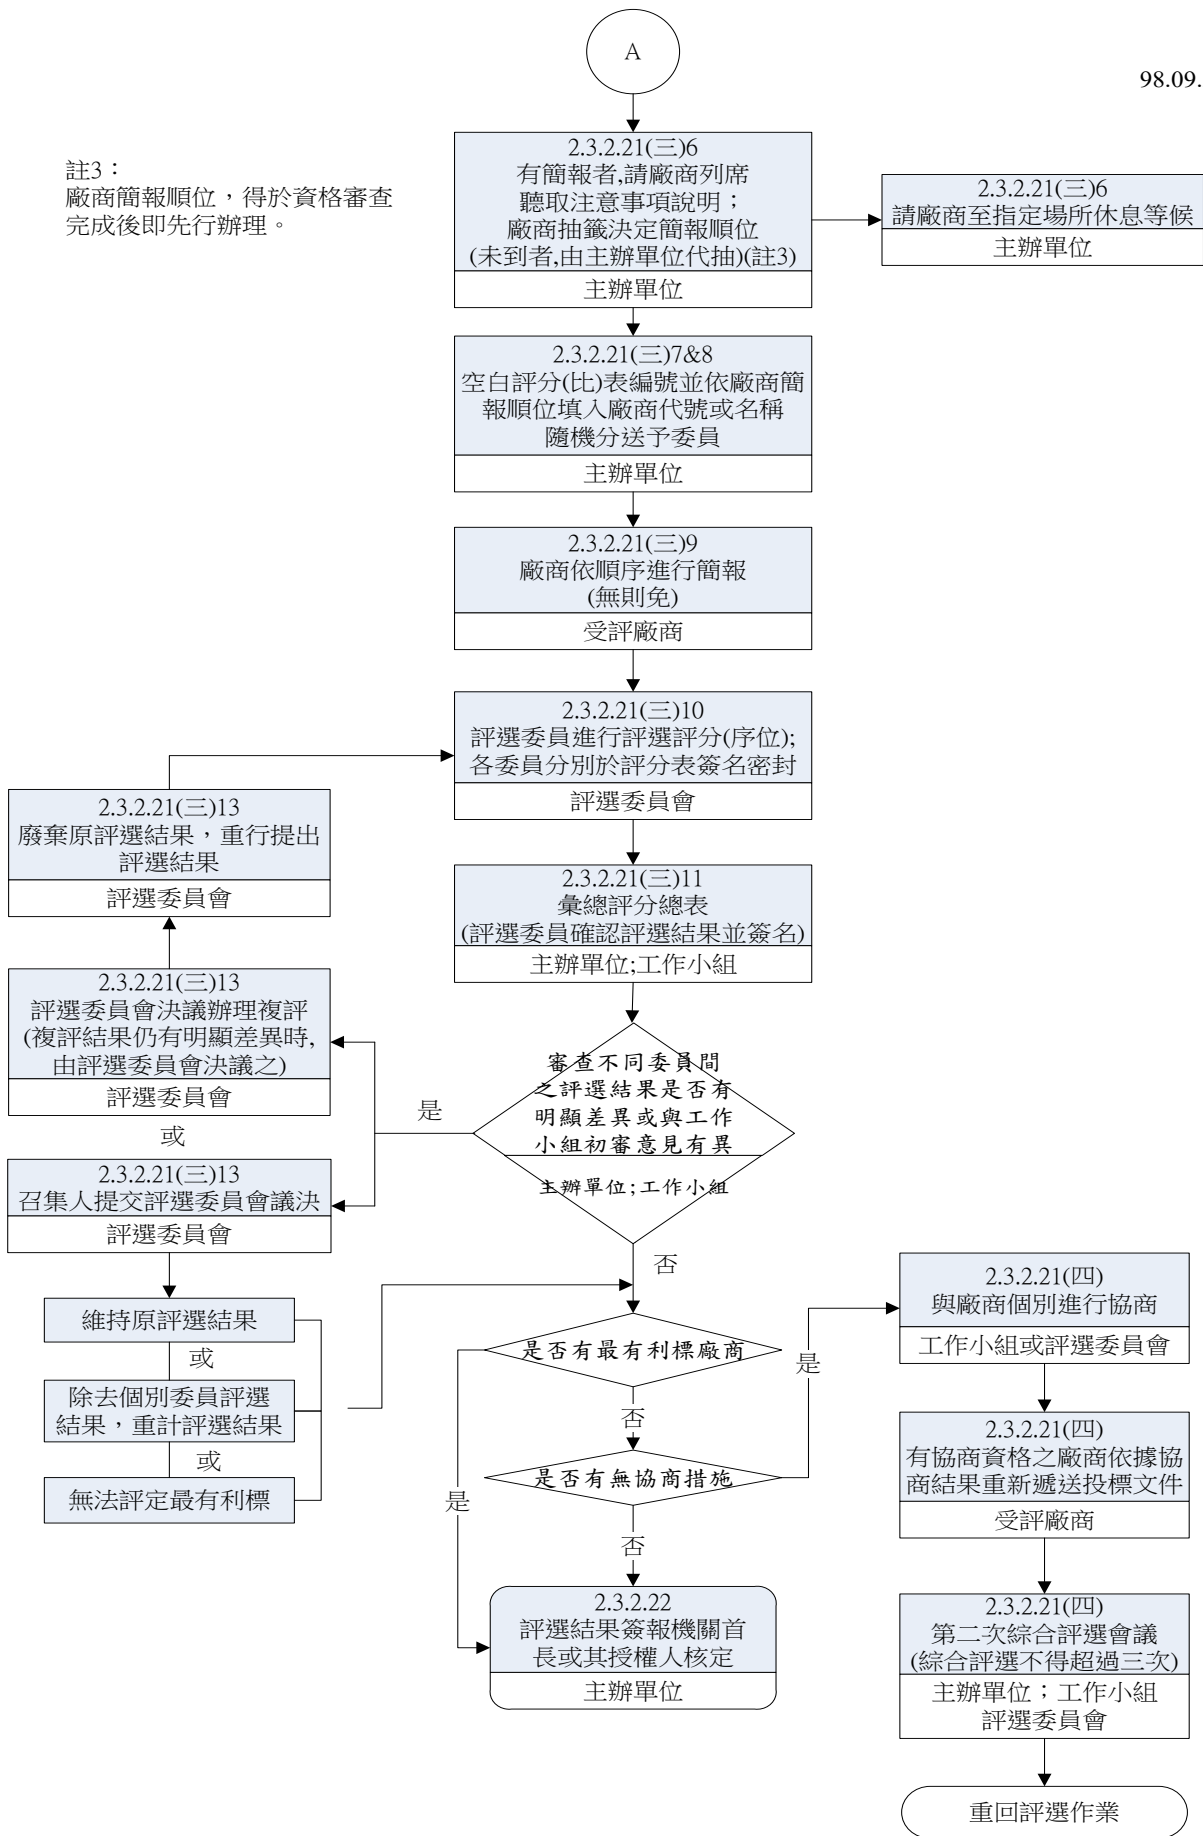 A
98.09.
註3：
廠商簡報順位，得於資格審查
完成後即先行辦理。
2.3.2.21(三)6
有簡報者,請廠商列席
聽取注意事項說明；
廠商抽籤決定簡報順位
(未到者,由主辦單位代抽)(註3)
主辦單位
2.3.2.21(三)6
請廠商至指定場所休息等候
主辦單位
2.3.2.21(三)7&8
空白評分(比)表編號並依廠商簡
報順位填入廠商代號或名稱
隨機分送予委員
主辦單位
2.3.2.21(三)9
廠商依順序進行簡報
(無則免)
受評廠商
2.3.2.21(三)10
評選委員進行評選評分(序位);
各委員分別於評分表簽名密封
評選委員會
2.3.2.21(三)13
廢棄原評選結果，重行提出
評選結果
評選委員會
2.3.2.21(三)11
彙總評分總表
(評選委員確認評選結果並簽名)
主辦單位;工作小組
2.3.2.21(三)13
評選委員會決議辦理複評
(複評結果仍有明顯差異時,
由評選委員會決議之)
評選委員會
或
是
審查不同委員間
之評選結果是否有
明顯差異或與工作
小組初審意見有異
主辦單位;工作小組
2.3.2.21(三)13
召集人提交評選委員會議決
評選委員會
否
維持原評選結果
或
除去個別委員評選
結果，重計評選結果
或
無法評定最有利標
是否有最有利標廠商
是
否
是否有無協商措施
是
否
2.3.2.22
評選結果簽報機關首
長或其授權人核定
主辦單位
2.3.2.21(四)
與廠商個別進行協商
工作小組或評選委員會
2.3.2.21(四)
有協商資格之廠商依據協
商結果重新遞送投標文件
受評廠商
2.3.2.21(四)
第二次綜合評選會議
(綜合評選不得超過三次)
主辦單位；工作小組
評選委員會
重回評選作業